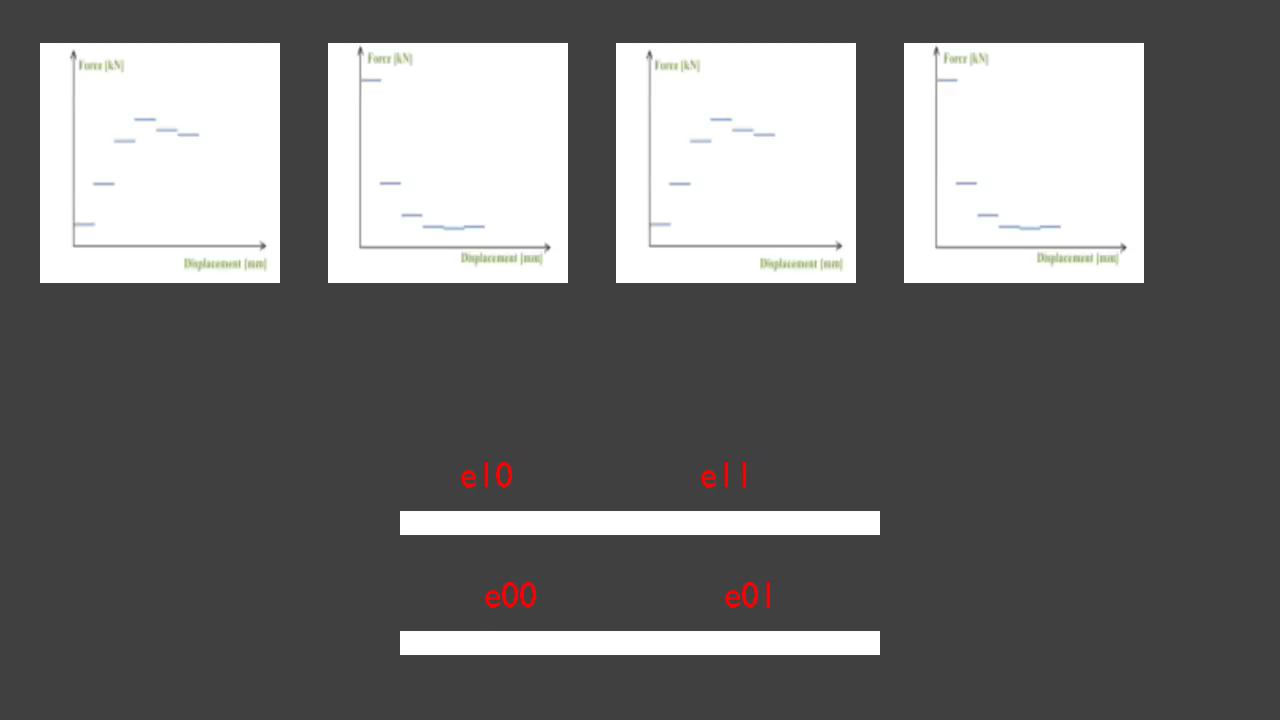 Force [kN]
Displacement [mm]
Force [kN]
Displacement [mm]
Force [kN]
Displacement [mm]
Force [kN]
Displacement [mm]
e10 e11
e00 e01